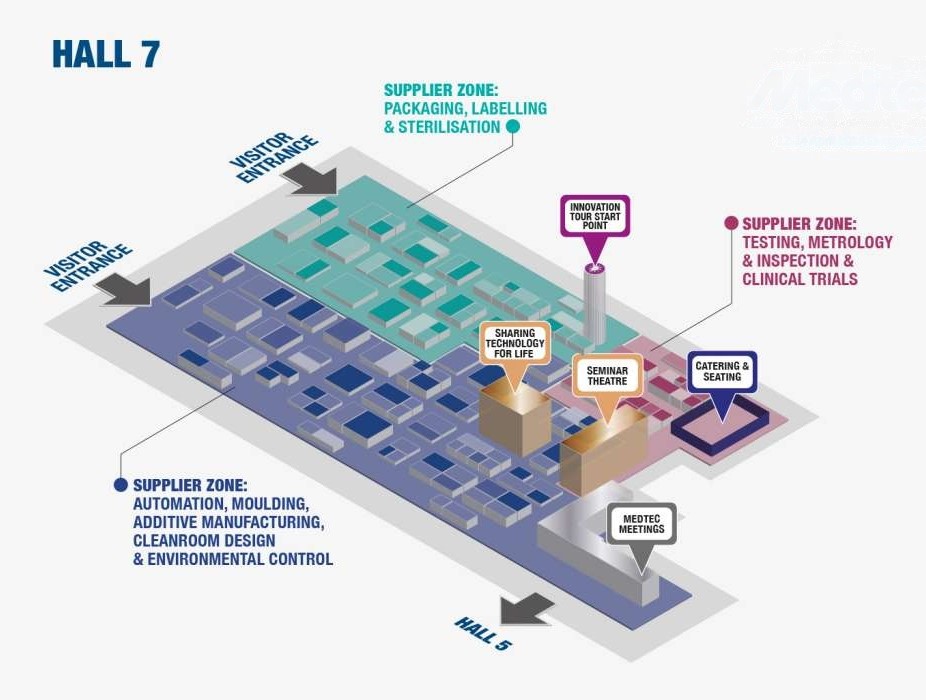 HALL 7
SUPPLIER ZONE:
PACKAGING, LABELLING
& STERILISATION
VISITOR
ENTRANCE
VISITOR
ENTRANCE
INNOVATION
TOUR START
POINT
SUPPLIER ZONE:
TESTING, METROLOGY
& INSPECTION &
CLINICAL TRIALS
SHARING
TECHNOLOGY
FOR LIFE
SEMINAR
THEATRE
CATERING &
SEATING
SUPPLIER ZONE:
AUTOMATION, MOULDING,
ADDITIVE MANUFACTURING,
CLEANROOM DESIGN
& ENVIRONMENTAL CONTROL
MEDTEC
MEETINGS
HALL 5